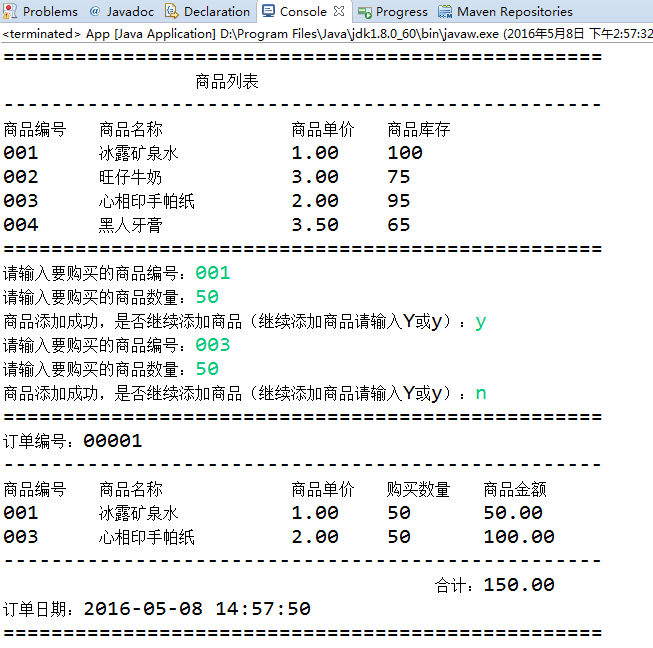 Problems @ Javadoc Declaration Console Progress Maven Repositories
<terminated> App [Java Application] D:\Program Files\Java\jdk1.8.0_60\bin\javaw.exe (2016年5月8日 下午2:57:32
==================================================
商品列表
--------------------------------------------------
商品编号 商品名称 商品单价 商品库存
001 冰露矿泉水 1.00 100
002 旺仔牛奶 3.00 75
003 心相印手帕纸 2.00 95
004 黑人牙膏 3.50 65
==================================================
请输入要购买的商品编号：001
请输入要购买的商品数量：50
商品添加成功，是否继续添加商品（继续添加商品请输入Y或y）：y
请输入要购买的商品编号：003
请输入要购买的商品数量：50
商品添加成功，是否继续添加商品（继续添加商品请输入Y或y）：n
==================================================
订单编号：00001
--------------------------------------------------
商品编号 商品名称 商品单价 购买数量 商品金额
001 冰露矿泉水 1.00 50 50.00
003 心相印手帕纸 2.00 50 100.00
--------------------------------------------------
合计：150.00
订单日期：2016-05-08 14:57:50
==================================================